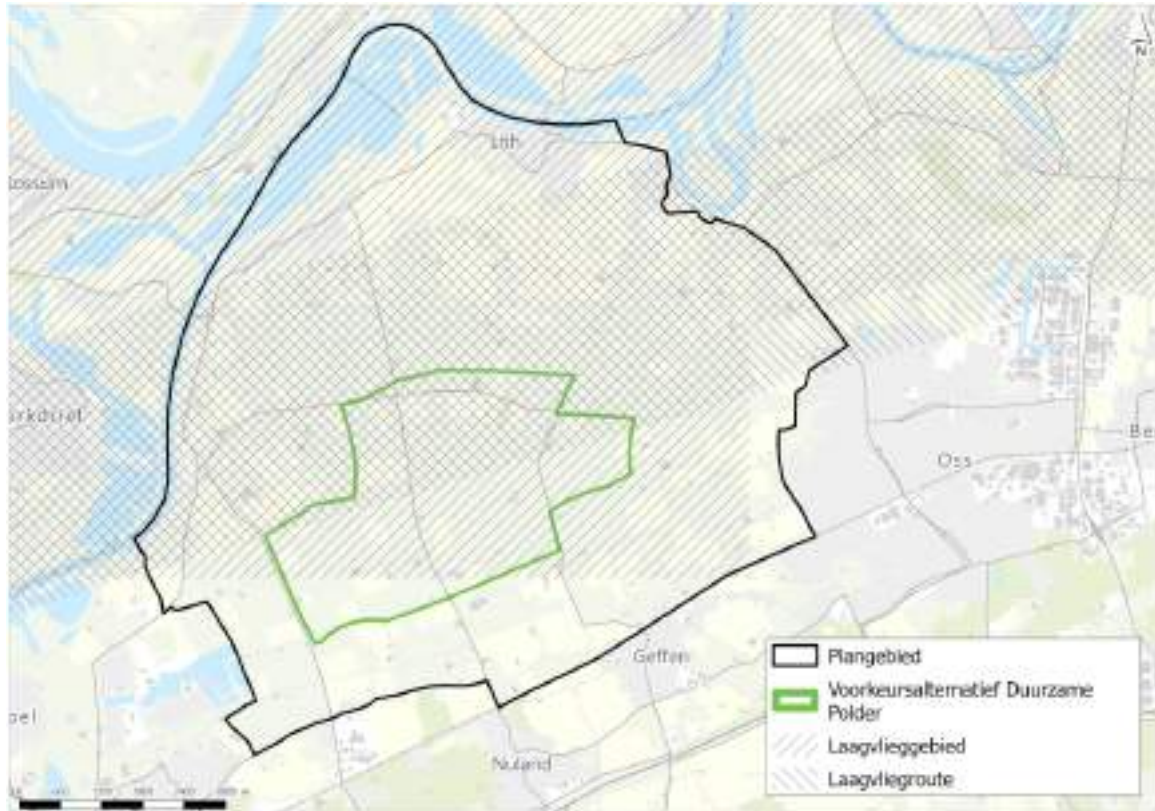 N
Lith
Oss
Geffen
Nuland
Plangebied
Voorkeursalternatief Duurzame
Polder
Laagvlieggebied
Laagvliegroute